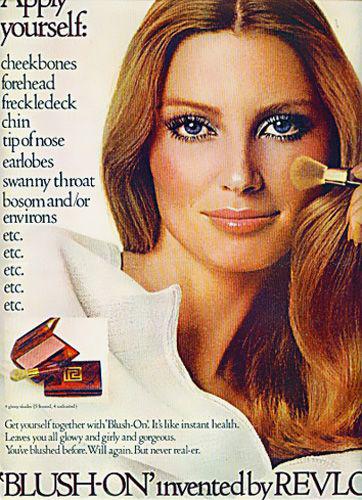 Apply
yourself:
cheekbones
forehead
freckledeck
chin
tip of nose
earlobes
swanny throat
bosom and/or
environs
etc.
etc.
etc.
etc.
etc.
Get yourself together with 'Blush-On'. It's like instant health.
Leaves you all glowy and girly and gorgeous.
You've blushed before. Will again. But never real-er.
'BLUSH-ON' invented by REVLO